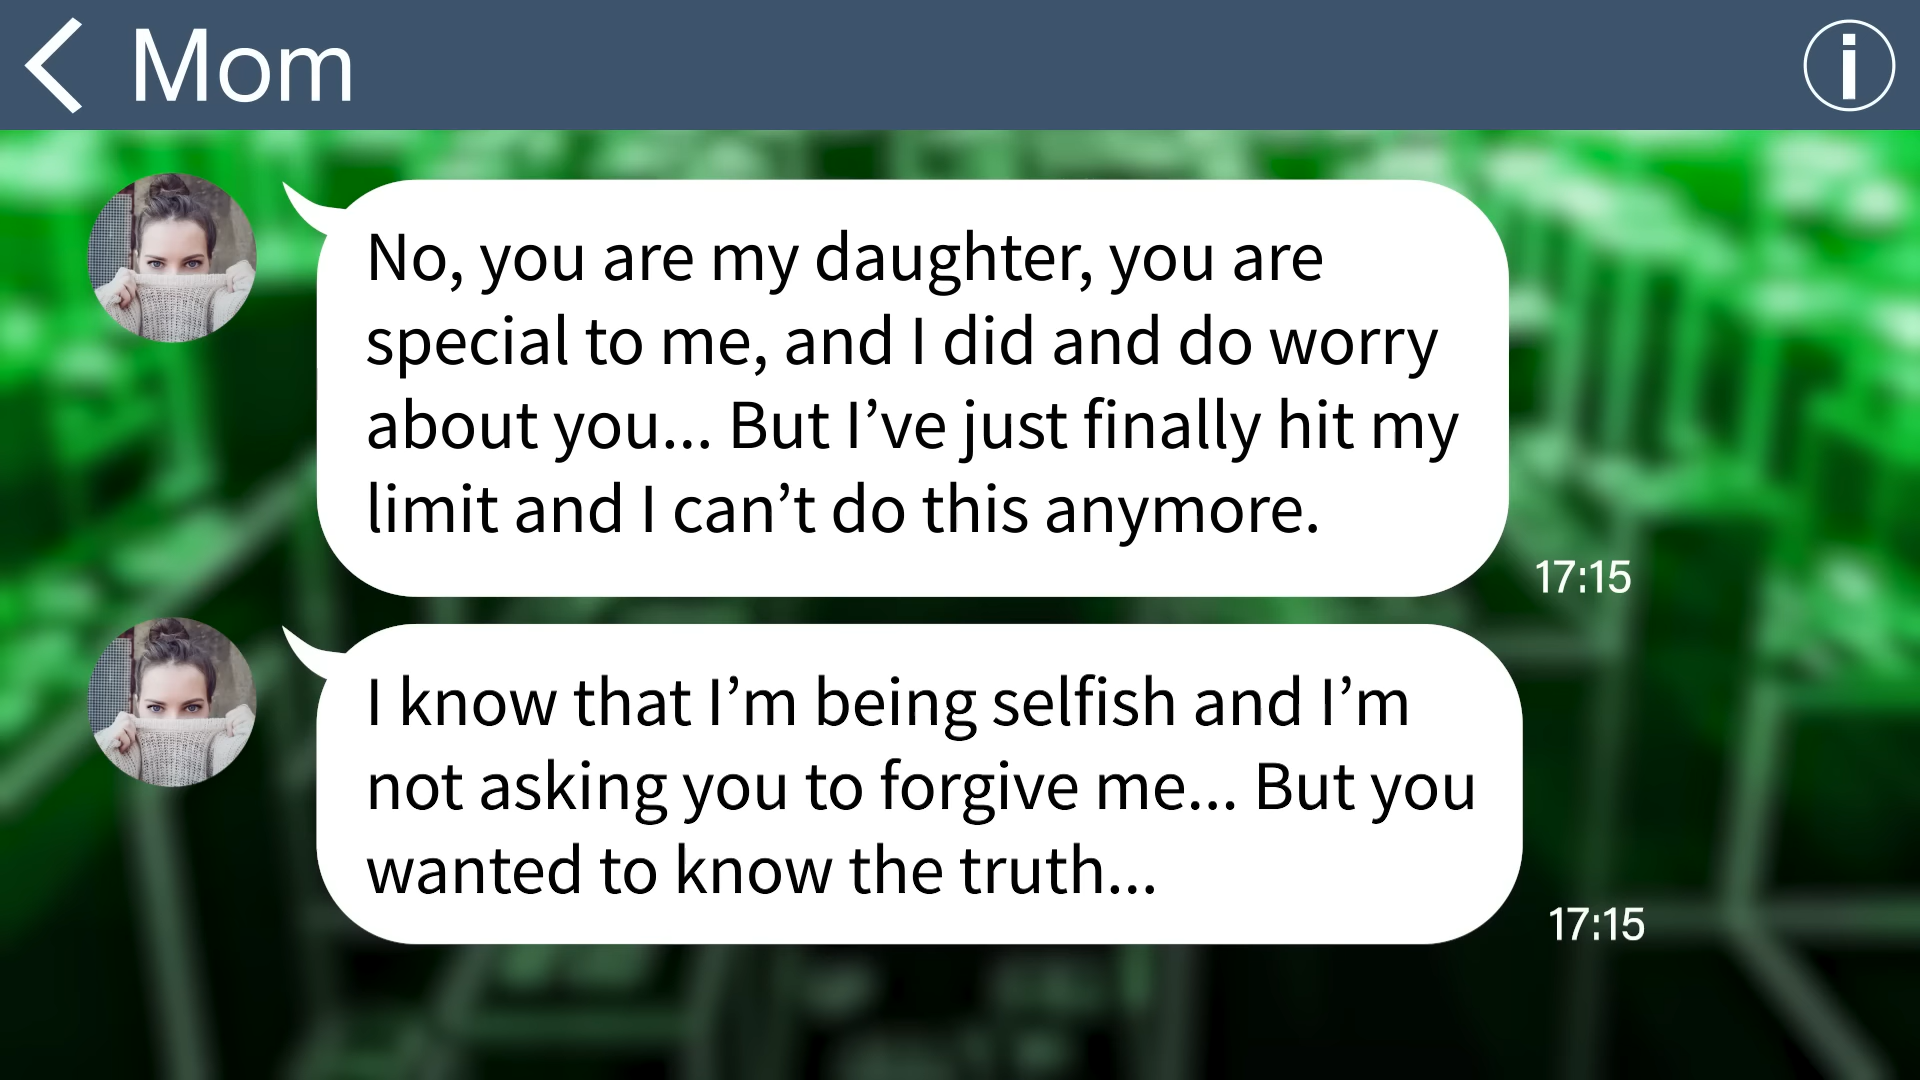 Mom
No, you are my daughter, you are
special to me, and I did and do worry
about you... But I’ve just finally hit my
limit and I can’t do this anymore.
17:15
I know that I’m being selfish and I’m
not asking you to forgive me... But you
wanted to know the truth...
17:15